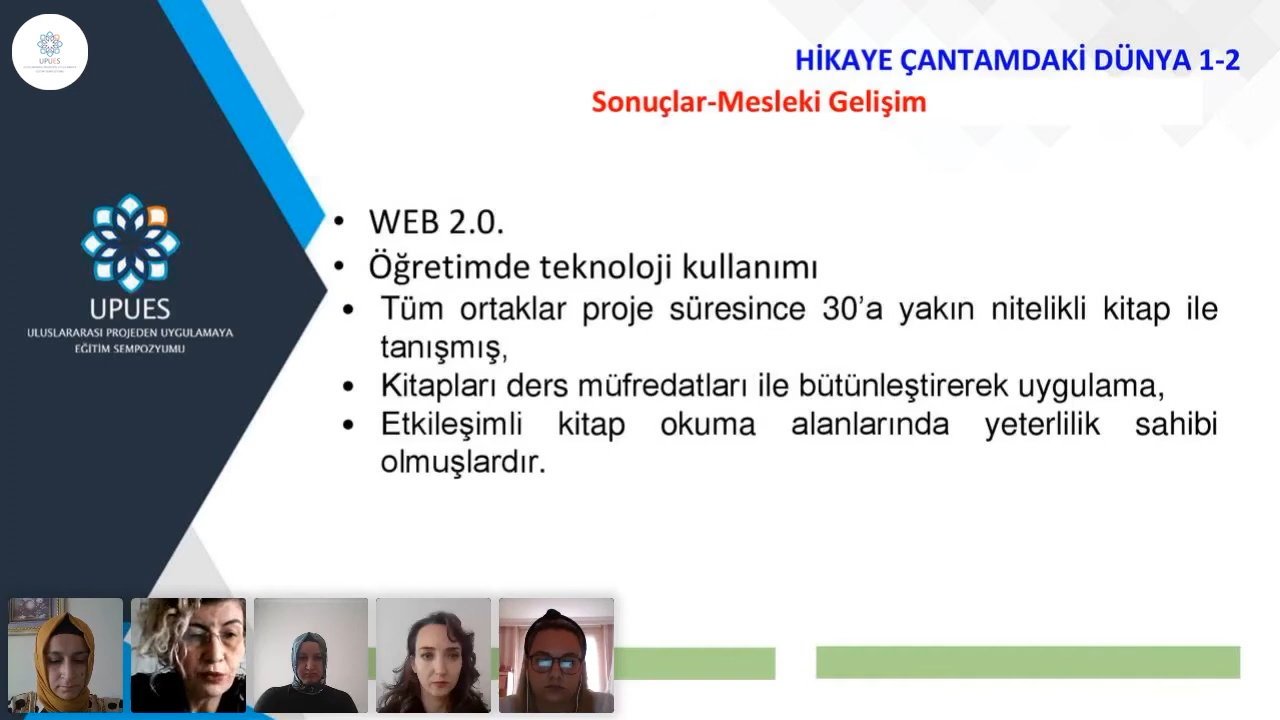 UPUES
HİKAYE ÇANTAMDAKİ DÜNYA 1-2
Sonuçlar-Mesleki Gelişim
• WEB 2.0.
• Öğretimde teknoloji kullanımı
• Tüm ortaklar proje süresince 30’a yakın nitelikli kitap ile
tanışmış,
• Kitapları ders müfredatları ile bütünleştirerek uygulama,
• Etkileşimli kitap okuma alanlarında yeterlilik sahibi
olmuşlardır.
UPUES
ULUSLARARASI PROJEDEN UYGULAMAYA
EĞİTİM SEMPOZYUMU